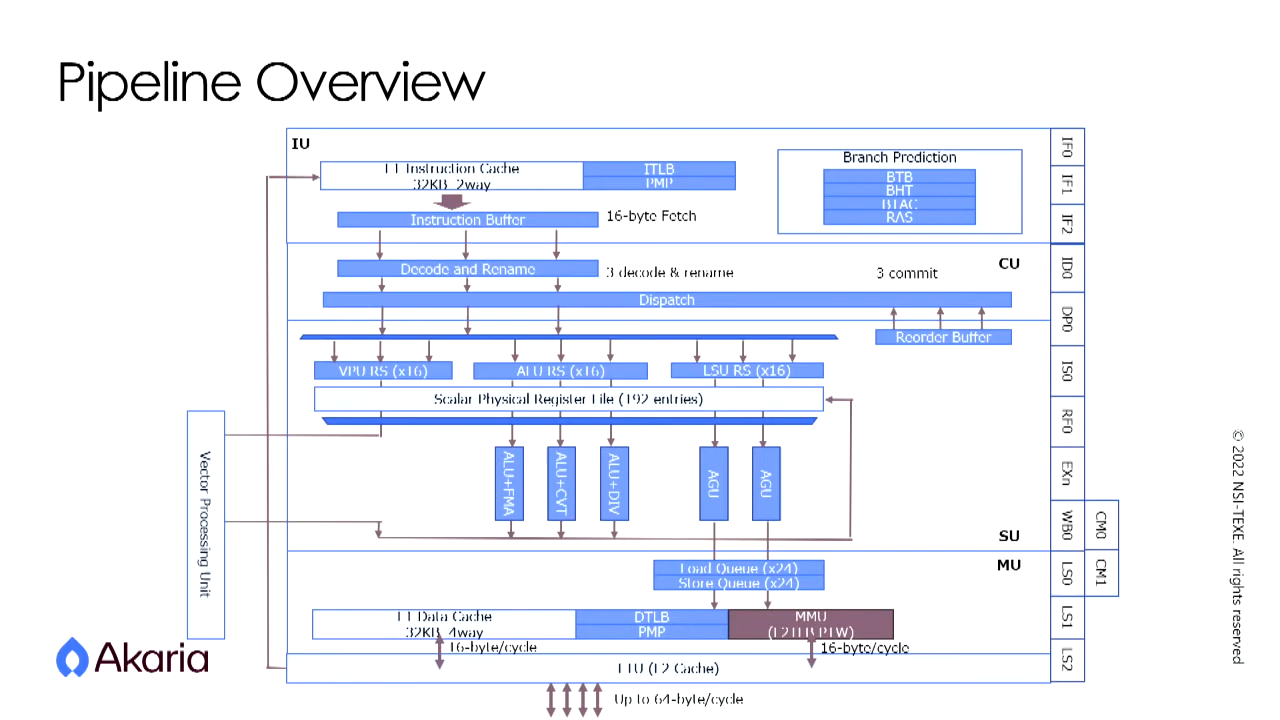 Pipeline Overview
IU
L1 Instruction Cache
32KB 2way
ITLB
PMP
Branch Prediction
BTB
BHT
BTAC
RAS
Instruction Buffer
16-byte Fetch
CU
Decode and Rename
3 decode & rename
3 commit
Dispatch
Reorder Buffer
VPU RS (x16)
ALU RS (x16)
LSU RS (x16)
Scalar Physical Register File (192 entries)
ALU+FMA
ALU+CVT
ALU+DIV
AGU
AGU
SU
MU
Load Queue (x24)
Store Queue (x24)
L1 Data Cache
32KB 4way
DTLB
PMP
MMU
(L2TLB PTW)
16-byte/cycle
16-byte/cycle
(L2 Cache)
Up to 64-byte/cycle
Vector Processing Unit
IF0
IF1
IF2
ID0
DP0
IS0
RF0
EXn
WB0
CM0
LS0
CM1
LS1
LS2
Akaria
© 2022 NSI-TEXE. All rights reserved